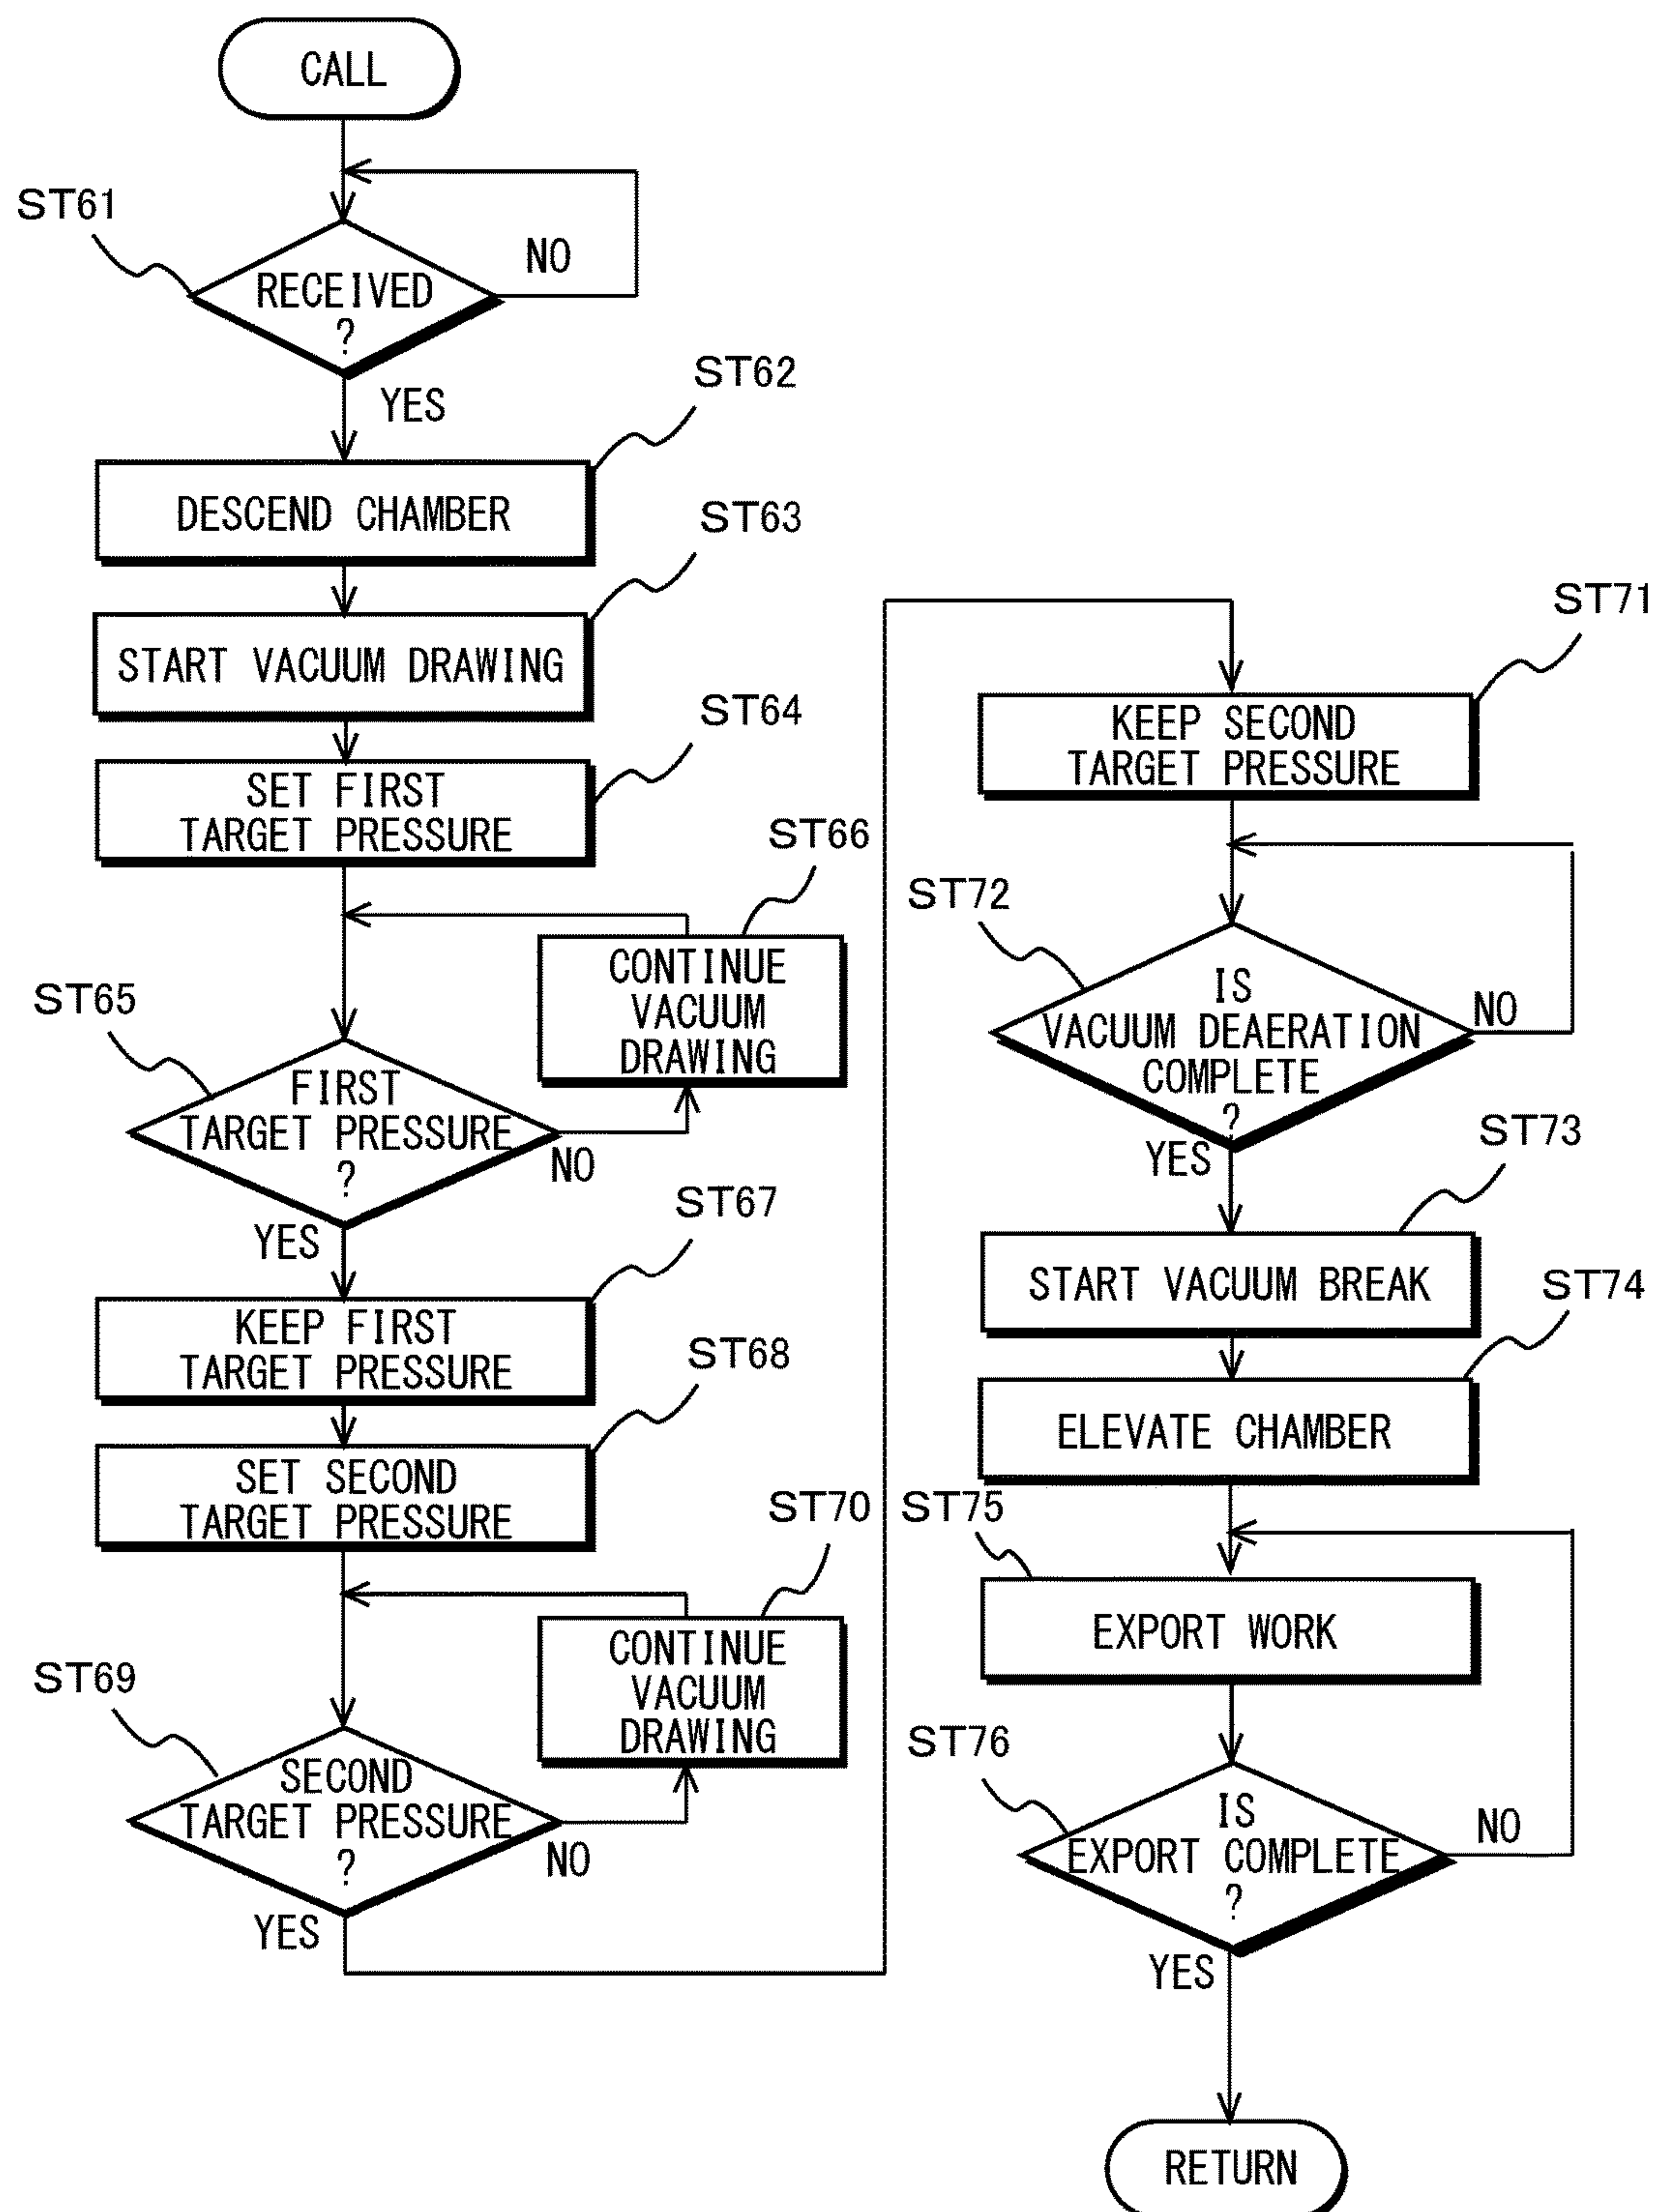 CALL
ST61
RECEIVED
?
NO
YES
ST62
DESCEND CHAMBER
ST63
START VACUUM DRAWING
ST64
SET FIRST
TARGET PRESSURE
ST66
CONTINUE
VACUUM
DRAWING
ST65
FIRST
TARGET PRESSURE
?
NO
YES
ST67
KEEP FIRST
TARGET PRESSURE
ST68
SET SECOND
TARGET PRESSURE
ST70
CONTINUE
VACUUM
DRAWING
ST69
SECOND
TARGET PRESSURE
?
NO
YES
ST71
KEEP SECOND
TARGET PRESSURE
ST72
IS
VACUUM DEAERATION
COMPLETE
?
NO
YES
ST73
START VACUUM BREAK
ST74
ELEVATE CHAMBER
ST75
EXPORT WORK
ST76
IS
EXPORT COMPLETE
?
NO
YES
RETURN